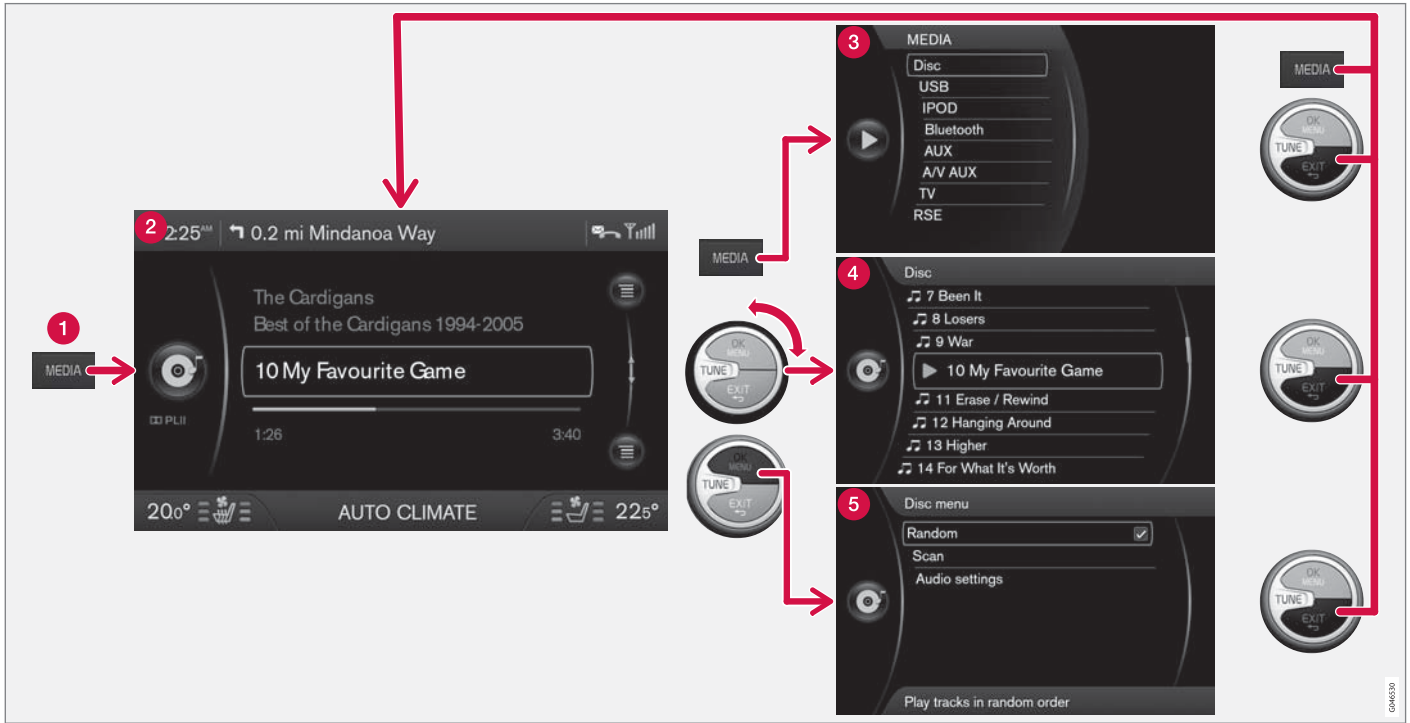 1
MEDIA
2
2:25 AM
0.2 mi Mindanoa Way
The Cardigans
Best of the Cardigans 1994-2005
10 My Favourite Game
1:26
3:40
PLII
20.0°
AUTO CLIMATE
22.5°
MEDIA
OK
MENU
TUNE
EXIT
OK
MENU
TUNE
EXIT
3
MEDIA
Disc
USB
IPOD
Bluetooth
AUX
A/V AUX
TV
RSE
4
Disc
7 Been It
8 Losers
9 War
10 My Favourite Game
11 Erase / Rewind
12 Hanging Around
13 Higher
14 For What It's Worth
5
Disc menu
Random
Scan
Audio settings
Play tracks in random order
MEDIA
OK
MENU
TUNE
EXIT
OK
MENU
TUNE
EXIT
OK
MENU
TUNE
EXIT
G046530